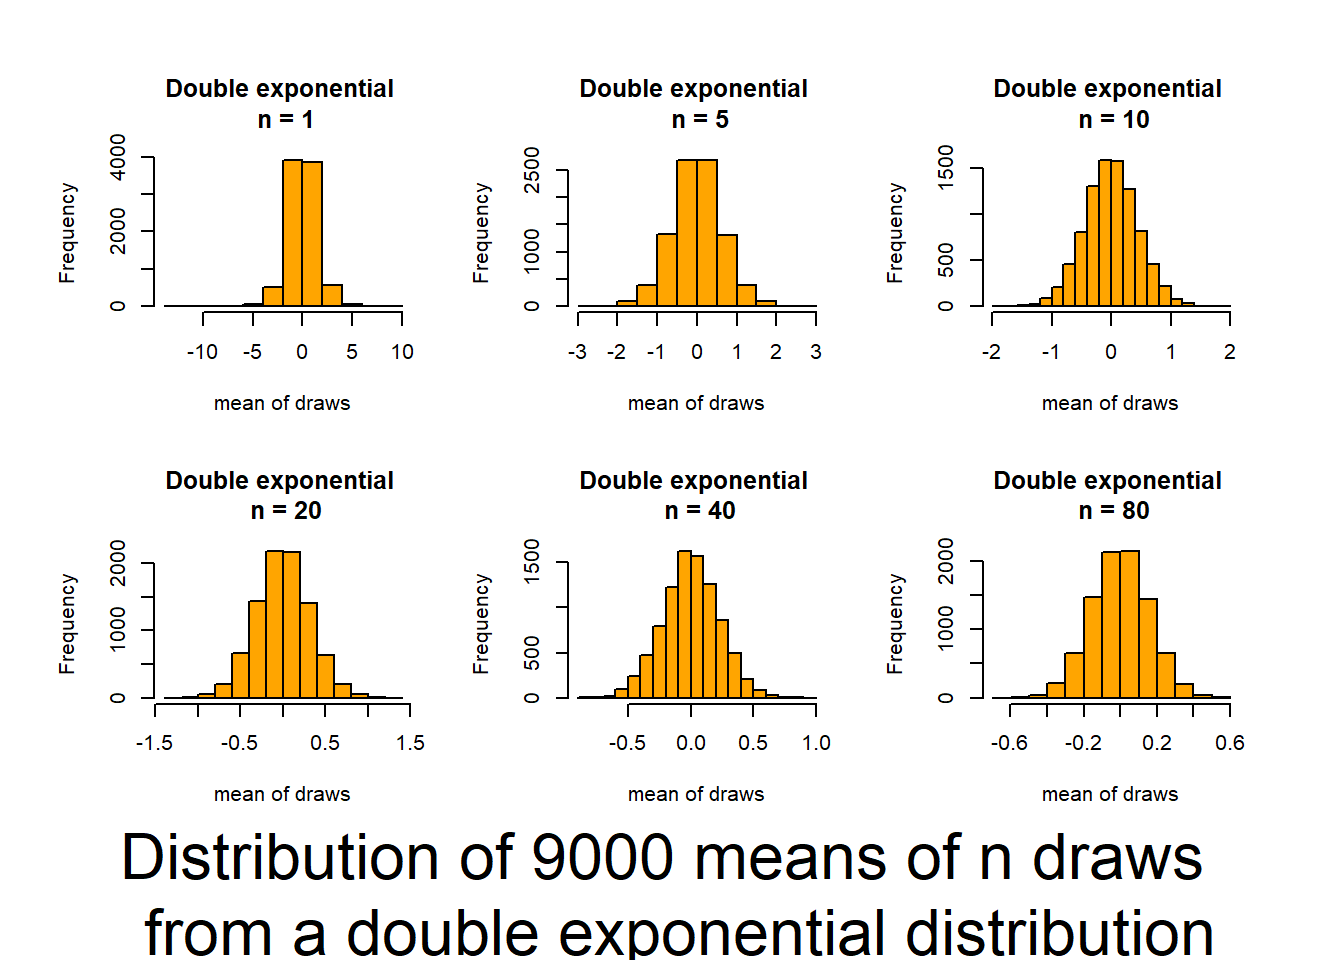 Double exponential
n = 1
Frequency
0 2000 4000
-10 -5 0 5 10
mean of draws
Double exponential
n = 5
Frequency
0 1000 2500
-3 -2 -1 0 1 2 3
mean of draws
Double exponential
n = 10
Frequency
0 500 1500
-2 -1 0 1 2
mean of draws
Double exponential
n = 20
Frequency
0 1000 2000
-1.5 -0.5 0.5 1.5
mean of draws
Double exponential
n = 40
Frequency
0 500 1500
-0.5 0.0 0.5 1.0
mean of draws
Double exponential
n = 80
Frequency
0 1000 2000
-0.6 -0.2 0.2 0.6
mean of draws
Distribution of 9000 means of n draws
from a double exponential distribution